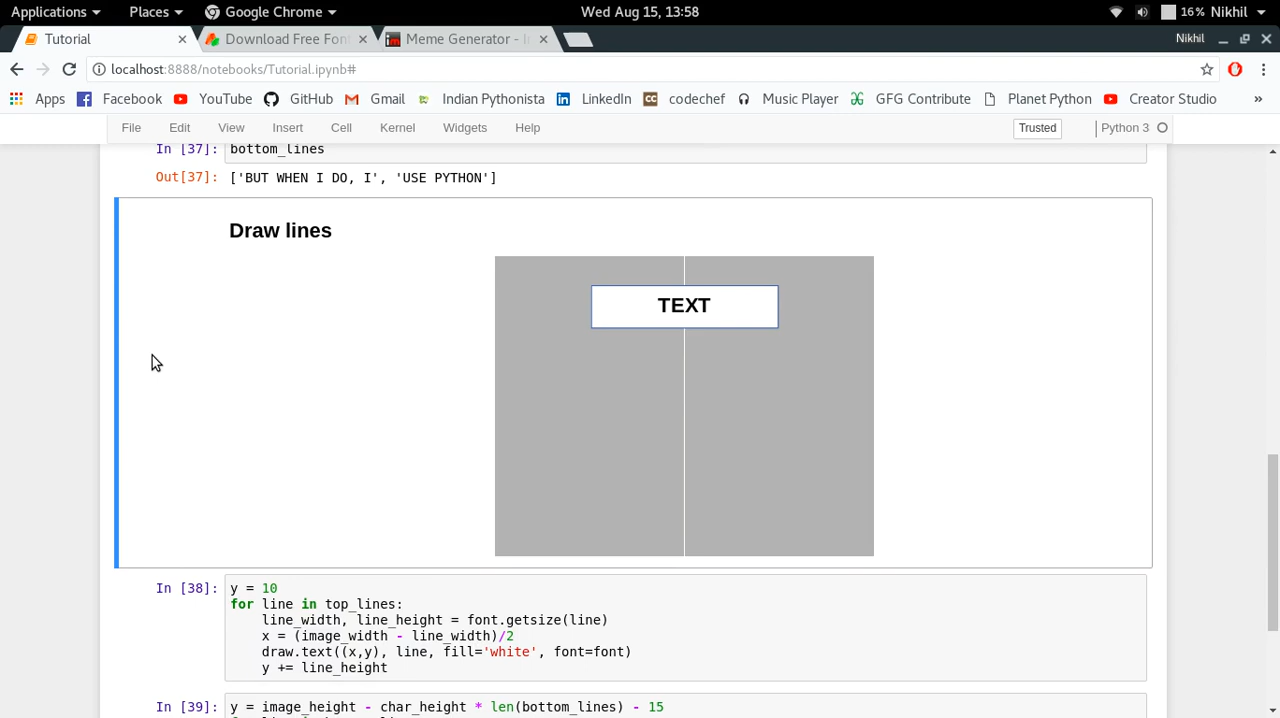 Applications Places Google Chrome Wed Aug 15, 13:58 16% Nikhil
Tutorial Download Free Font Meme Generator - I Nikhil
localhost:8888/notebooks/Tutorial.ipynb#
Apps Facebook YouTube GitHub Gmail Indian Pythonista LinkedIn codechef Music Player GFG Contribute Planet Python Creator Studio »
File Edit View Insert Cell Kernel Widgets Help Trusted Python 3
In [37]: bottom_lines
Out[37]: ['BUT WHEN I DO, I', 'USE PYTHON']
Draw lines
TEXT
In [38]: y = 10
for line in top_lines:
    line_width, line_height = font.getsize(line)
    x = (image_width - line_width)/2
    draw.text((x,y), line, fill='white', font=font)
    y += line_height
In [39]: y = image_height - char_height * len(bottom_lines) - 15